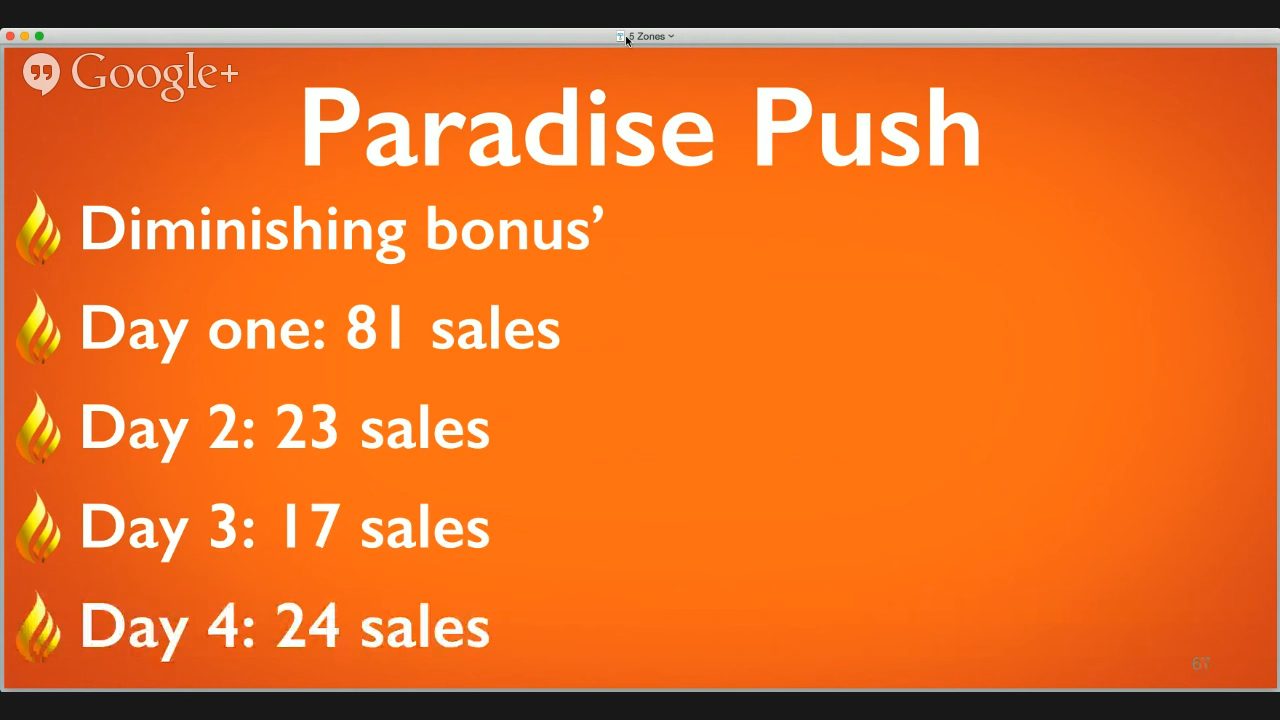 5 Zones
Google+
Paradise Push
Diminishing bonus’
Day one: 81 sales
Day 2: 23 sales
Day 3: 17 sales
Day 4: 24 sales